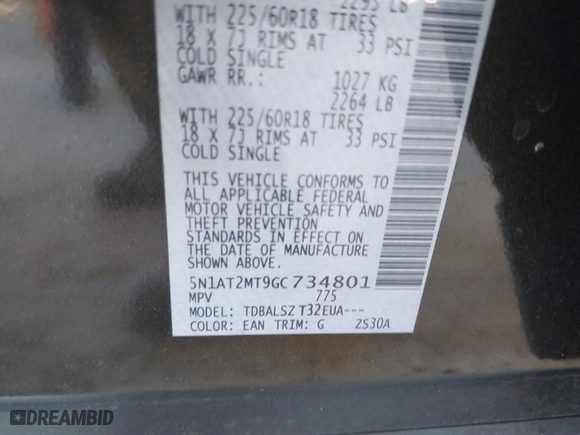 2293 LB
WITH 225/60R18 TIRES
18 X 7J RIMS AT 33 PSI
COLD SINGLE
GAWR RR.: 1027 KG
2264 LB
WITH 225/60R18 TIRES
18 X 7J RIMS AT 33 PSI
COLD SINGLE
THIS VEHICLE CONFORMS TO
ALL APPLICABLE FEDERAL
MOTOR VEHICLE SAFETY AND
THEFT PREVENTION
STANDARDS IN EFFECT ON
THE DATE OF MANUFACTURE
SHOWN ABOVE.
5N1AT2MT9GC734801
MPV 775
MODEL: TDBALSZ T32EUA---
COLOR: EAN TRIM: G ZS30A
DREAMBID